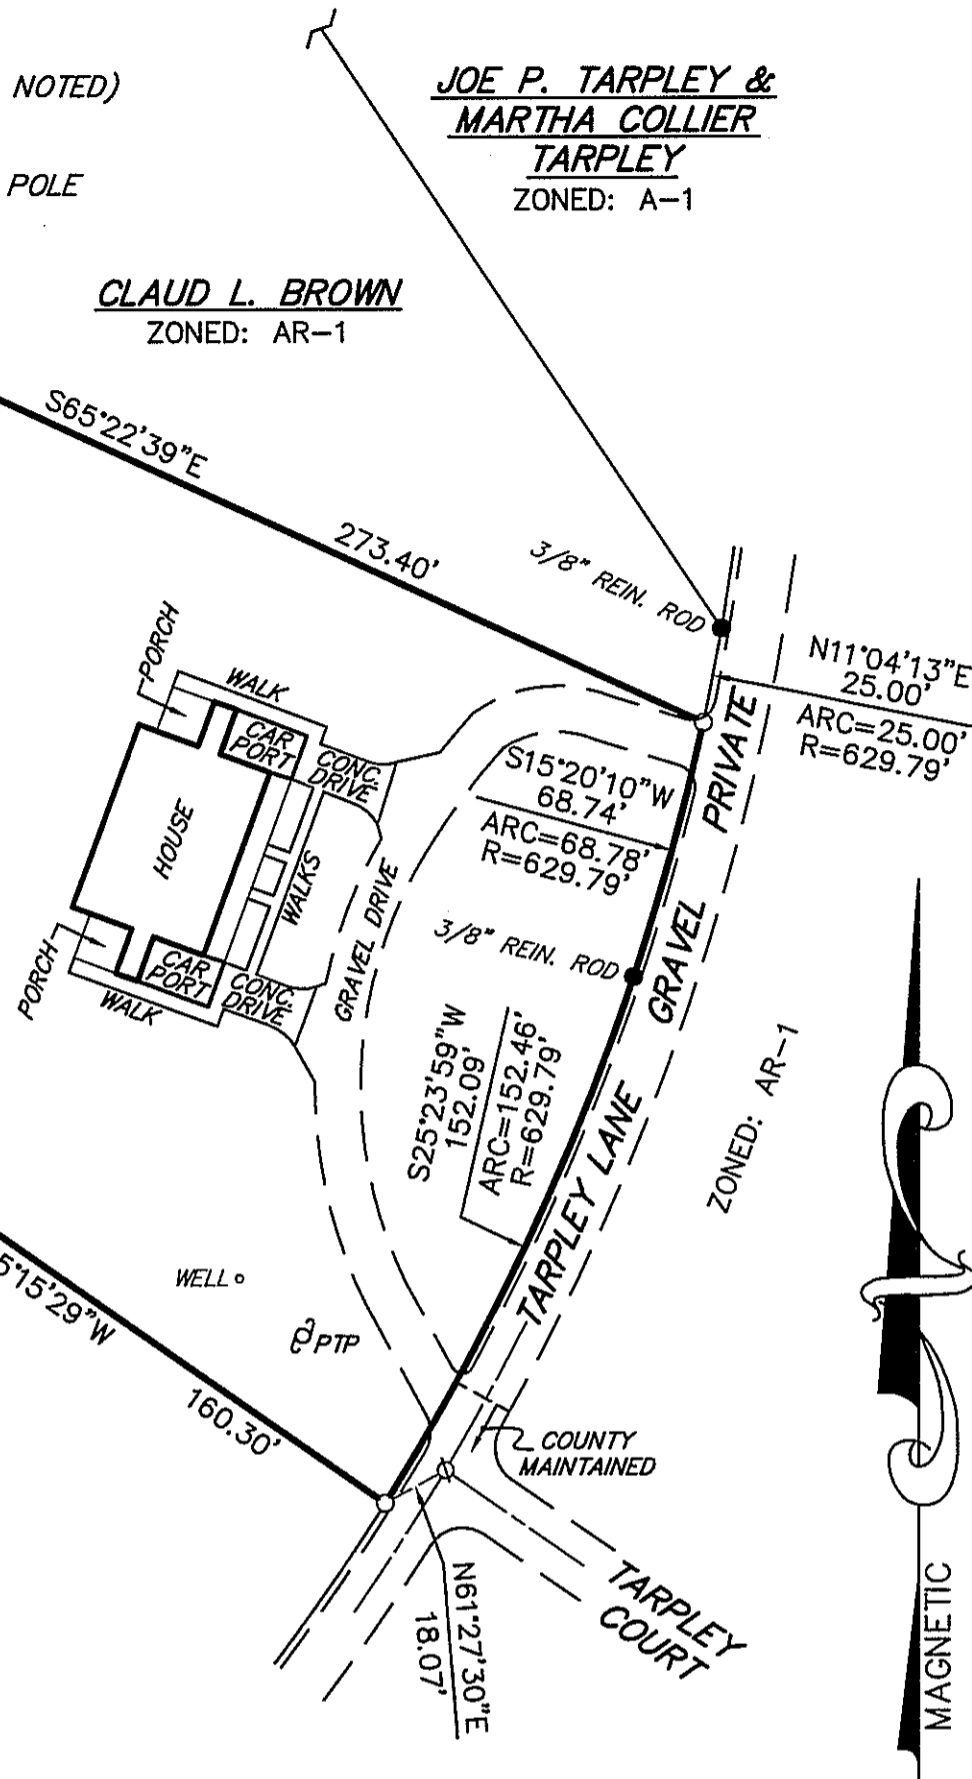 NOTED)
POLE
JOE P. TARPLEY &
MARTHA COLLIER
TARPLEY
ZONED: A-1
CLAUD L. BROWN
ZONED: AR-1
S65°22'39"E
273.40'
3/8" REIN. ROD
N11°04'13"E
25.00'
ARC=25.00'
R=629.79'
PORCH
WALK
CAR
PORT
CONC.
DRIVE
HOUSE
WALKS
GRAVEL DRIVE
S15°20'10"W
68.74'
ARC=68.78'
R=629.79'
PRIVATE
GRAVEL
TARPLEY LANE
3/8" REIN. ROD
PORCH
CAR
PORT
WALK
CONC.
DRIVE
S25°23'59"W
152.09'
ARC=152.46'
R=629.79'
ZONED: AR-1
5°15'29"W
160.30'
WELL
PTP
COUNTY
MAINTAINED
N61°27'30"E
18.07'
TARPLEY
COURT
MAGNETIC